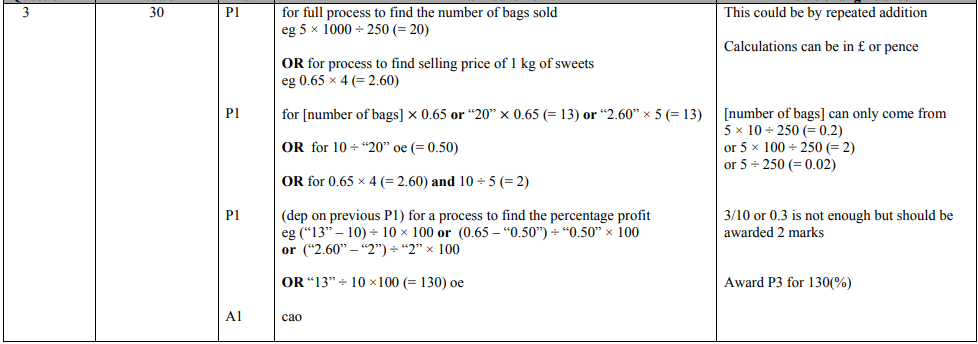 3 30 P1 for full process to find the number of bags sold This could be by repeated addition
eg 5 × 1000 ÷ 250 (= 20)
Calculations can be in £ or pence
OR for process to find selling price of 1 kg of sweets
eg 0.65 × 4 (= 2.60)
P1 for [number of bags] × 0.65 or “20” × 0.65 (= 13) or “2.60” × 5 (= 13) [number of bags] can only come from
5 × 10 ÷ 250 (= 0.2)
OR for 10 ÷ “20” oe (= 0.50) or 5 × 100 ÷ 250 (= 2)
or 5 ÷ 250 (= 0.02)
OR for 0.65 × 4 (= 2.60) and 10 ÷ 5 (= 2)
P1 (dep on previous P1) for a process to find the percentage profit 3/10 or 0.3 is not enough but should be
eg (“13” – 10) ÷ 10 × 100 or (0.65 – “0.50”) ÷ “0.50” × 100 awarded 2 marks
or (“2.60” – “2”) ÷ “2” × 100
OR “13” ÷ 10 ×100 (= 130) oe Award P3 for 130(%)
A1 cao